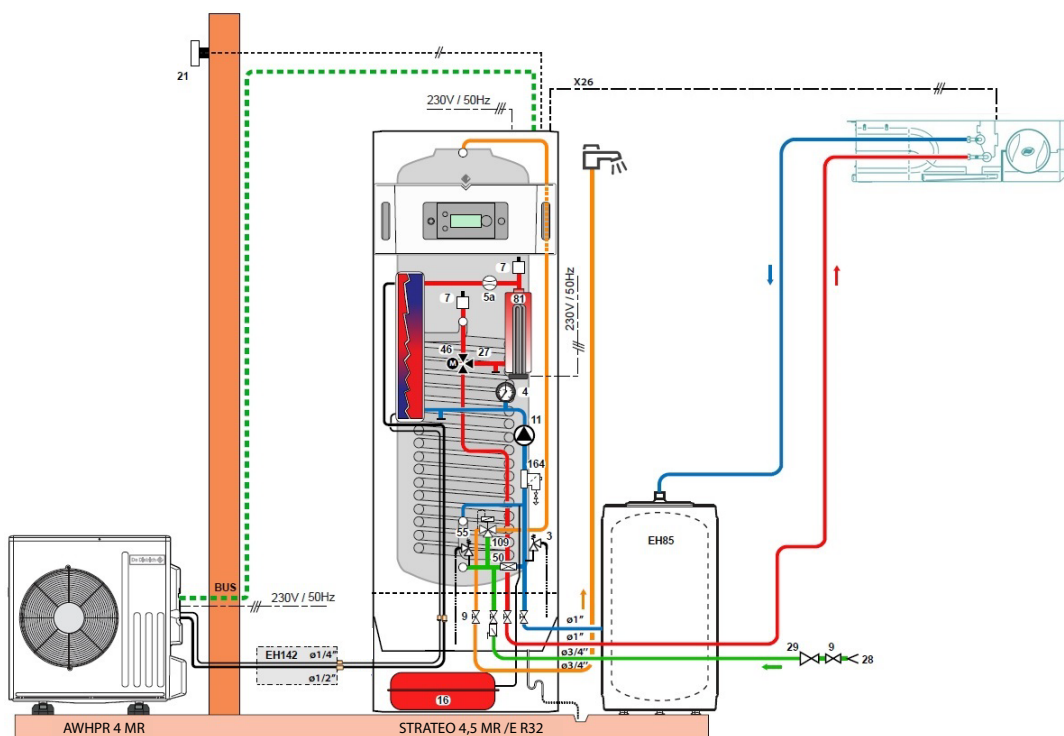 21
X26
230V / 50Hz
7
7
5a
81
230V / 50Hz
46
27
M
4
11
164
EH85
55
3
109
50
De Dietrich
BUS
230V / 50Hz
9
ø1"
ø1"
EH142
ø1/4"
ø3/4"
29
9
28
ø3/4"
ø1/2"
16
AWHPR 4 MR
STRATEO 4,5 MR /E R32